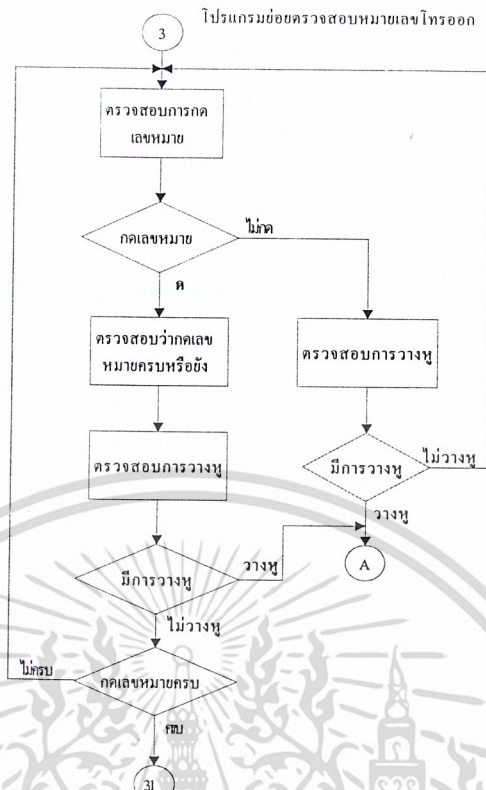 โปรแกรมย่อยตรวจสอบหมายเลขโทรออก
3
ตรวจสอบการกด
เลขหมาย
กดเลขหมาย
ไม่กด
ด
ตรวจสอบว่ากดเลข
หมายครบหรือยัง
ตรวจสอบการวางหู
ตรวจสอบการวางหู
มีการวางหู
ไม่วางหู
วางหู
A
มีการวางหู
วางหู
ไม่วางหู
ไม่ครบ
กดเลขหมายครบ
ครบ
31